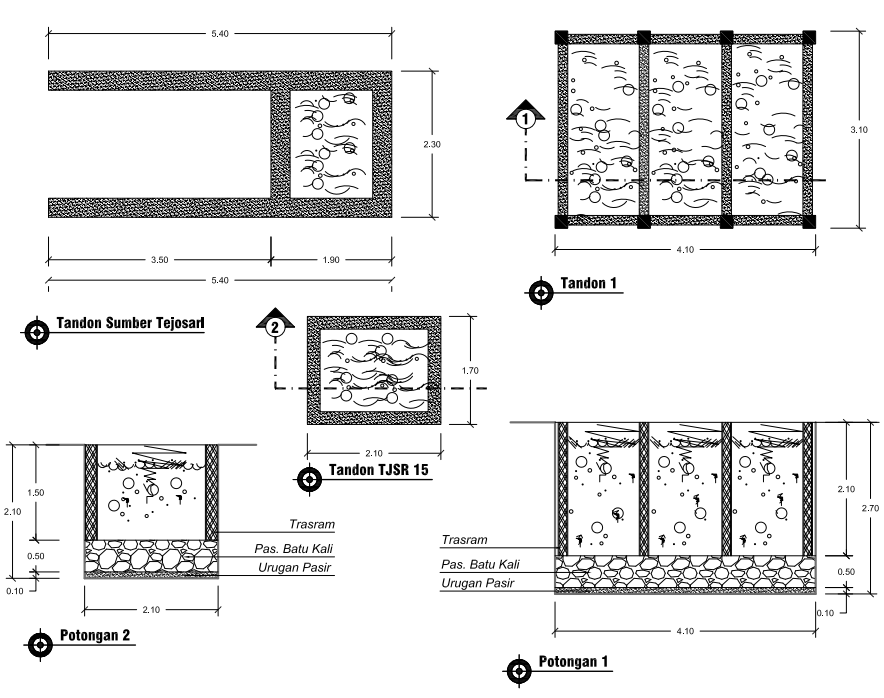 5.40
2.30
3.50
1.90
5.40
Tandon Sumber Tejosari
1
3.10
4.10
Tandon 1
2
1.70
2.10
Tandon TJSR 15
2.10
1.50
0.50
0.10
Trasram
Pas. Batu Kali
Urugan Pasir
2.10
Potongan 2
Trasram
Pas. Batu Kali
Urugan Pasir
2.10
2.70
0.50
0.10
4.10
Potongan 1